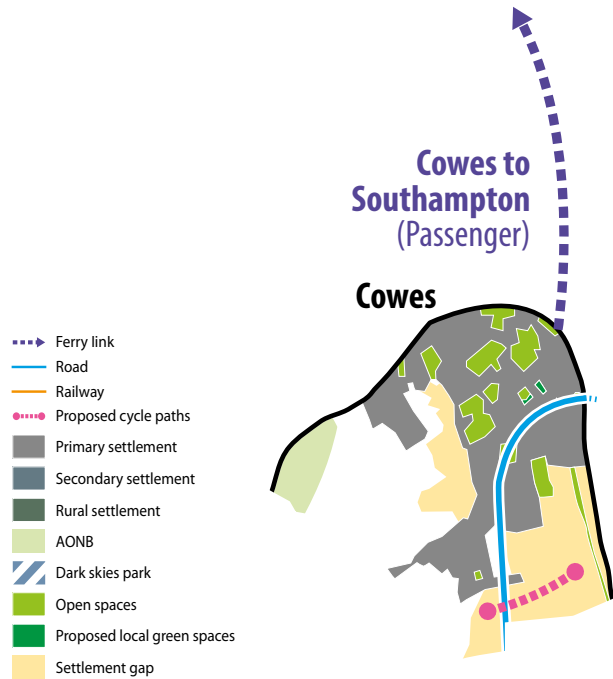 Cowes to
Southampton
(Passenger)
Cowes
Ferry link
Road
Railway
Proposed cycle paths
Primary settlement
Secondary settlement
Rural settlement
AONB
Dark skies park
Open spaces
Proposed local green spaces
Settlement gap